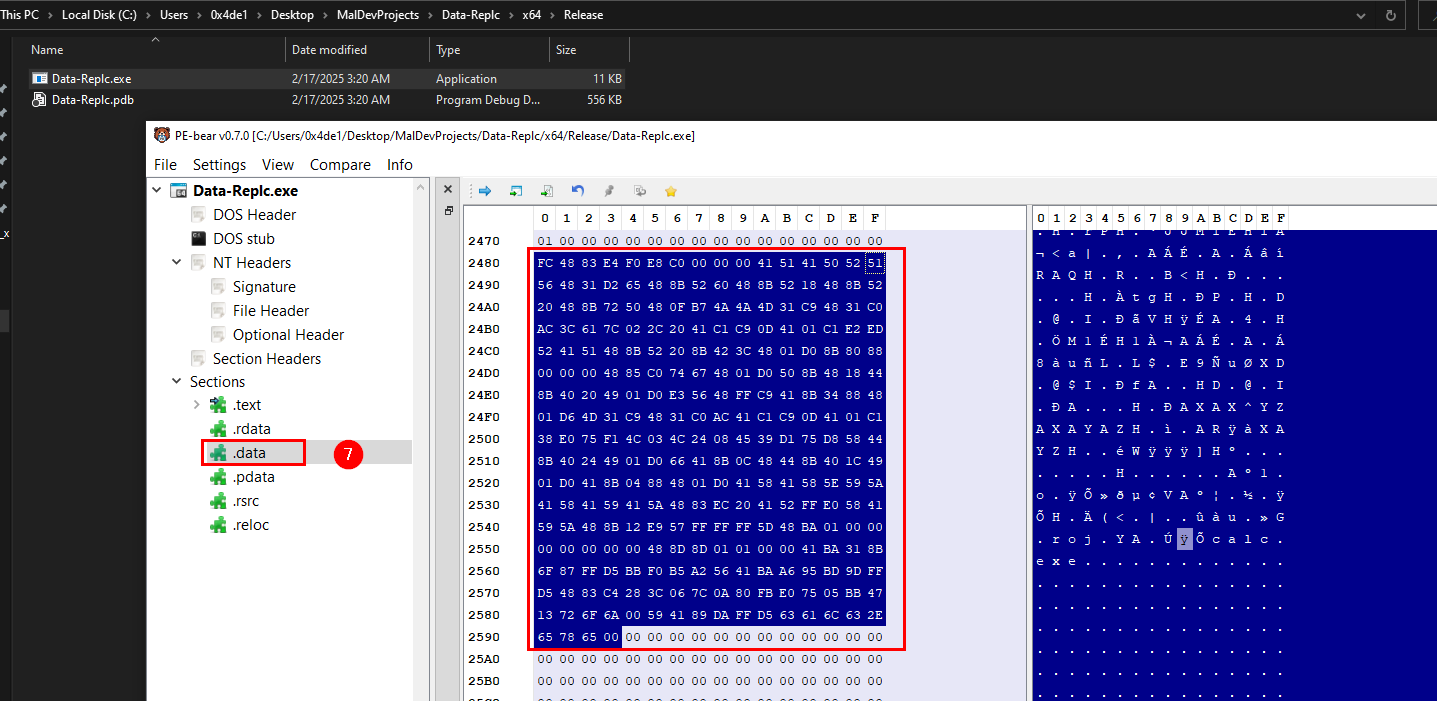 This PC > Local Disk (C:) > Users > 0x4de1 > Desktop > MalDevProjects > Data-Replc > x64 > Release
Name Date modified Type Size
Data-Replc.exe 2/17/2025 3:20 AM Application 11 KB
Data-Replc.pdb 2/17/2025 3:20 AM Program Debug D... 556 KB
PE-bear v0.7.0 [C:/Users/0x4de1/Desktop/MalDevProjects/Data-Replc/x64/Release/Data-Replc.exe]
File Settings View Compare Info
Data-Replc.exe
DOS Header
DOS stub
NT Headers
Signature
File Header
Optional Header
Section Headers
Sections
.text
.rdata
.data
7
.pdata
.rsrc
.reloc
_x
0 1 2 3 4 5 6 7 8 9 A B C D E F
2470 01 00 00 00 00 00 00 00 00 00 00 00 00 00 00 00
2480 FC 48 83 E4 F0 E8 C0 00 00 00 41 51 41 50 52 51
2490 56 48 31 D2 65 48 8B 52 60 48 8B 52 18 48 8B 52
24A0 20 48 8B 72 50 48 0F B7 4A 4A 4D 31 C9 48 31 C0
24B0 AC 3C 61 7C 02 2C 20 41 C1 C9 0D 41 01 C1 E2 ED
24C0 52 41 51 48 8B 52 20 8B 42 3C 48 01 D0 8B 80 88
24D0 00 00 00 48 85 C0 74 67 48 01 D0 50 8B 48 18 44
24E0 8B 40 20 49 01 D0 E3 56 48 FF C9 41 8B 34 88 48
24F0 01 D6 4D 31 C9 48 31 C0 AC 41 C1 C9 0D 41 01 C1
2500 38 E0 75 F1 4C 03 4C 24 08 45 39 D1 75 D8 58 44
2510 8B 40 24 49 01 D0 66 41 8B 0C 48 44 8B 40 1C 49
2520 01 D0 41 8B 04 88 48 01 D0 41 58 41 58 5E 59 5A
2530 41 58 41 59 41 5A 48 83 EC 20 41 52 FF E0 58 41
2540 59 5A 48 8B 12 E9 57 FF FF FF 5D 48 BA 01 00 00
2550 00 00 00 00 00 48 8D 8D 01 01 00 00 41 BA 31 8B
2560 6F 87 FF D5 BB F0 B5 A2 56 41 BA A6 95 BD 9D FF
2570 D5 48 83 C4 28 3C 06 7C 0A 80 FB E0 75 05 BB 47
2580 13 72 6F 6A 00 59 41 89 DA FF D5 63 61 6C 63 2E
2590 65 78 65 00 00 00 00 00 00 00 00 00 00 00 00 00
25A0 00 00 00 00 00 00 00 00 00 00 00 00 00 00 00 00
25B0 00 00 00 00 00 00 00 00 00 00 00 00 00 00 00 00
0 1 2 3 4 5 6 7 8 9 A B C D E F
¬ < a | . , . A Á É . A . Á â í
R A Q H . R . . B < H . Ð . . .
. . . H . À t g H . Ð P . H . D
. @ . I . Ð ã V H ÿ É A . 4 . H
. Ö M 1 É H 1 À ¬ A Á É . A . Á
8 à u ñ L . L $ . E 9 Ñ u Ø X D
. @ $ I . Ð f A . . H D . @ . I
. Ð A . . . H . Ð A X A X ^ Y Z
A X A Y A Z H . ì . A R ÿ à X A
Y Z H . . é W ÿ ÿ ÿ ] H º . . .
. . . . . H . . . . . . A º 1 .
o . ÿ Õ » ð µ ¢ V A º ¦ . ½ . ÿ
Õ H . Ä ( < . | . . û à u . » G
. r o j . Y A . Ú ÿ Õ c a l c .
e x e . . . . . . . . . . . . .
. . . . . . . . . . . . . . . .
. . . . . . . . . . . . . . . .
. . . . . . . . . . . . . . . .
. . . . . . . . . . . . . . . .
. . . . . . . . . . . . . . . .
. . . . . . . . . . . . . . . .